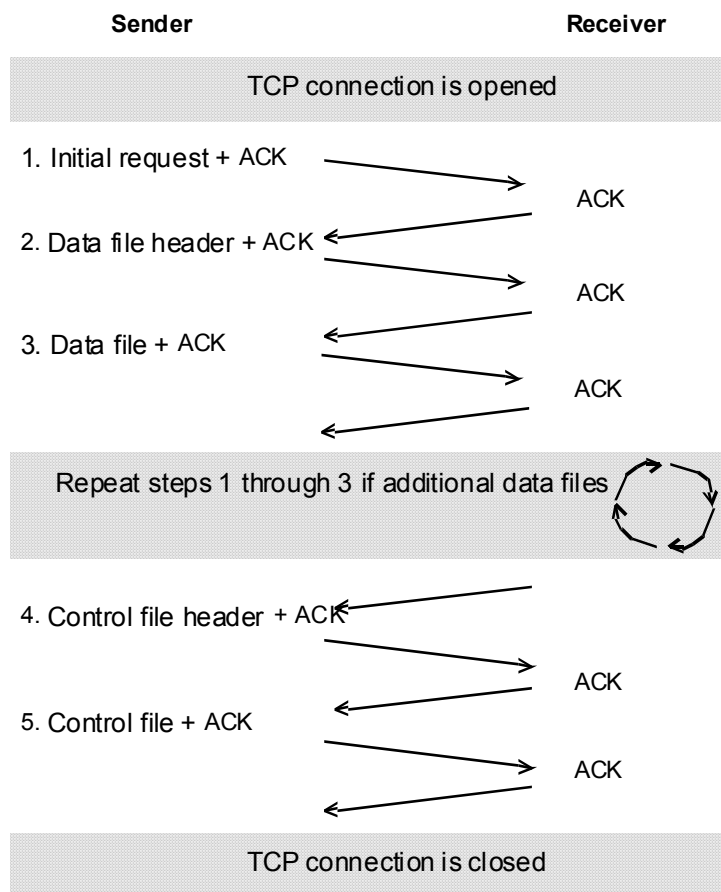 Sender Receiver
TCP connection is opened
1. Initial request + ACK
ACK
2. Data file header + ACK
ACK
3. Data file + ACK
ACK
Repeat steps 1 through 3 if additional data files
4. Control file header + ACK
ACK
5. Control file + ACK
ACK
TCP connection is closed